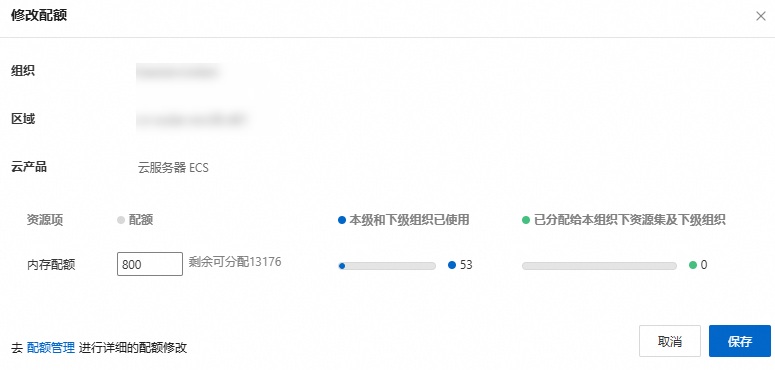 修改配额
组织
区域
云产品 云服务器 ECS
资源项 配额 本级和下级组织已使用 已分配给本组织下资源集及下级组织
内存配额 800 剩余可分配13176 53 0
去 配额管理 进行详细的配额修改 取消 保存